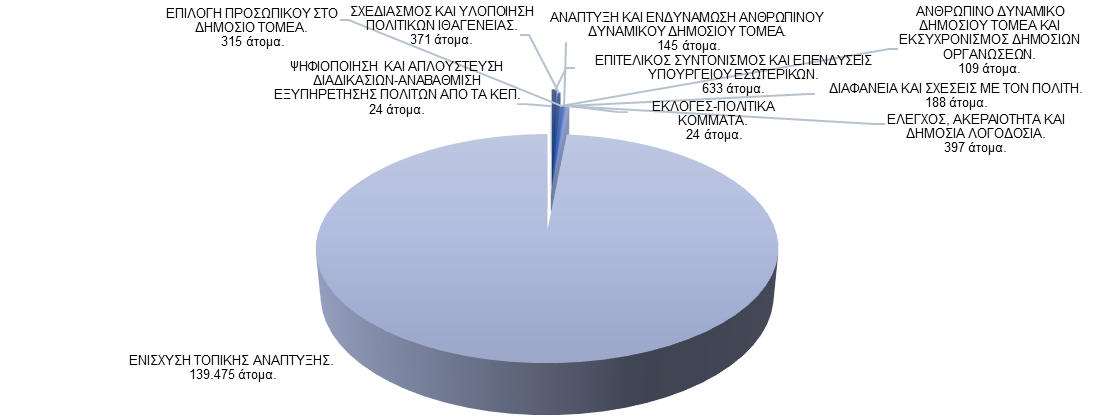 ΕΠΙΛΟΓΗ ΠΡΟΣΩΠΙΚΟΥ ΣΤΟ
ΔΗΜΟΣΙΟ ΤΟΜΕΑ.
315 άτομα.
ΣΧΕΔΙΑΣΜΟΣ ΚΑΙ ΥΛΟΠΟΙΗΣΗ
ΠΟΛΙΤΙΚΩΝ ΙΘΑΓΕΝΕΙΑΣ.
371 άτομα.
ΑΝΑΠΤΥΞΗ ΚΑΙ ΕΝΔΥΝΑΜΩΣΗ ΑΝΘΡΩΠΙΝΟΥ
ΔΥΝΑΜΙΚΟΥ ΔΗΜΟΣΙΟΥ ΤΟΜΕΑ.
145 άτομα.
ΑΝΘΡΩΠΙΝΟ ΔΥΝΑΜΙΚΟ
ΔΗΜΟΣΙΟΥ ΤΟΜΕΑ ΚΑΙ
ΕΚΣΥΧΡΟΝΙΣΜΟΣ ΔΗΜΟΣΙΩΝ
ΟΡΓΑΝΩΣΕΩΝ.
109 άτομα.
ΨΗΦΙΟΠΟΙΗΣΗ ΚΑΙ ΑΠΛΟΥΣΤΕΥΣΗ
ΔΙΑΔΙΚΑΣΙΩΝ-ΑΝΑΒΑΘΜΙΣΗ
ΕΞΥΠΗΡΕΤΗΣΗΣ ΠΟΛΙΤΩΝ ΑΠΟ ΤΑ ΚΕΠ.
24 άτομα.
ΕΠΙΤΕΛΙΚΟΣ ΣΥΝΤΟΝΙΣΜΟΣ ΚΑΙ ΕΠΕΝΔΥΣΕΙΣ
ΥΠΟΥΡΓΕΙΟΥ ΕΣΩΤΕΡΙΚΩΝ.
633 άτομα.
ΔΙΑΦΑΝΕΙΑ ΚΑΙ ΣΧΕΣΕΙΣ ΜΕ ΤΟΝ ΠΟΛΙΤΗ.
188 άτομα.
ΕΚΛΟΓΕΣ-ΠΟΛΙΤΙΚΑ
ΚΟΜΜΑΤΑ.
24 άτομα.
ΕΛΕΓΧΟΣ, ΑΚΕΡΑΙΟΤΗΤΑ ΚΑΙ
ΔΗΜΟΣΙΑ ΛΟΓΟΔΟΣΙΑ.
397 άτομα.
ΕΝΙΣΧΥΣΗ ΤΟΠΙΚΗΣ ΑΝΑΠΤΥΞΗΣ.
139.475 άτομα.